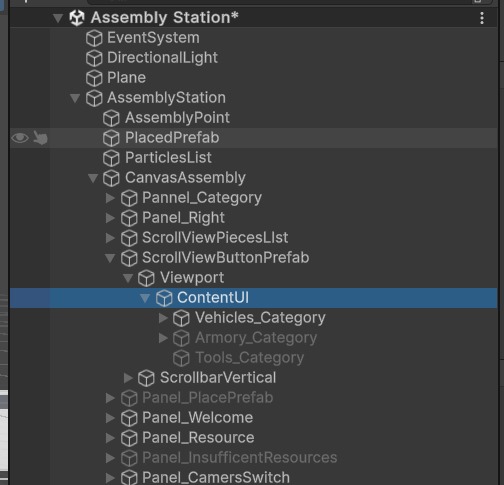 Assembly Station*
EventSystem
DirectionalLight
Plane
AssemblyStation
AssemblyPoint
PlacedPrefab
ParticlesList
CanvasAssembly
Pannel_Category
Panel_Right
ScrollViewPiecesLIst
ScrollViewButtonPrefab
Viewport
ContentUI
Vehicles_Category
Armory_Category
Tools_Category
ScrollbarVertical
Panel_PlacePrefab
Panel_Welcome
Panel_Resource
Panel_InsufficentResources
Panel_CamersSwitch